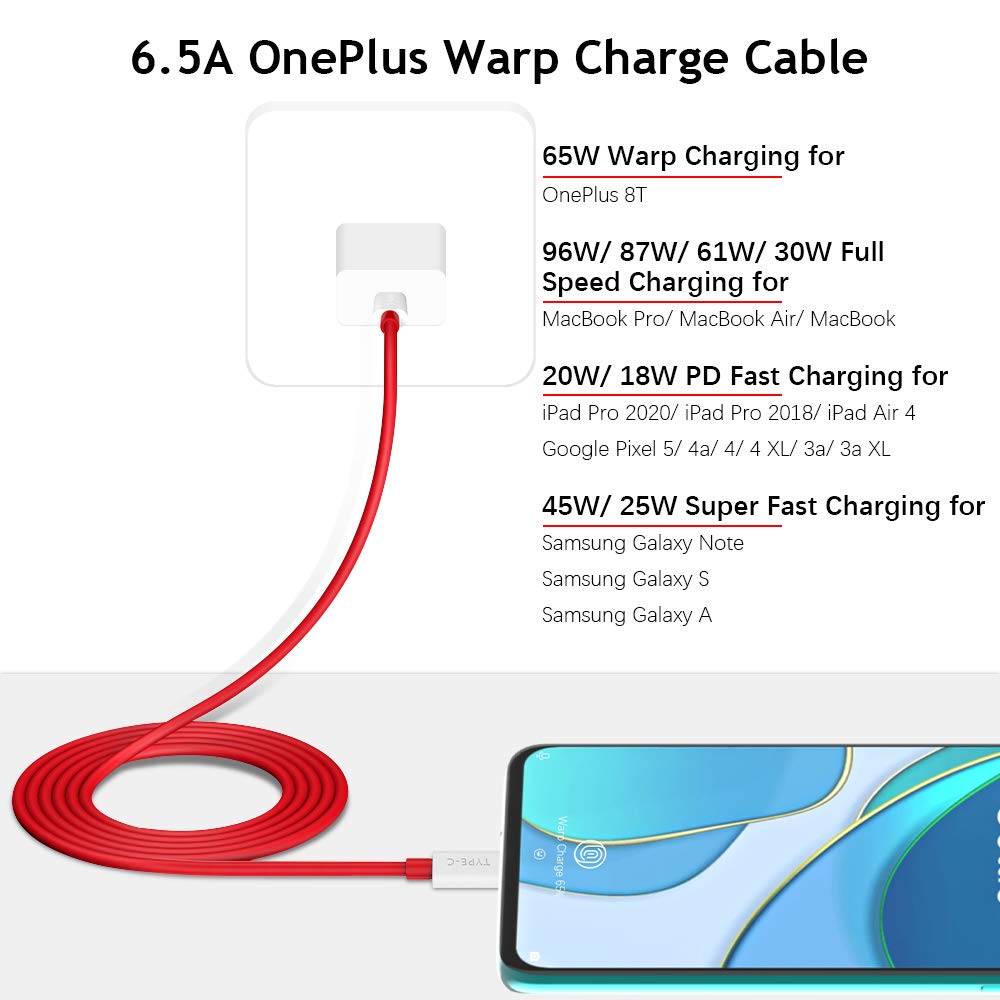 6.5A OnePlus Warp Charge Cable
65W Warp Charging for
OnePlus 8T
96W/ 87W/ 61W/ 30W Full
Speed Charging for
MacBook Pro/ MacBook Air/ MacBook
20W/ 18W PD Fast Charging for
iPad Pro 2020/ iPad Pro 2018/ iPad Air 4
Google Pixel 5/ 4a/ 4/ 4 XL/ 3a/ 3a XL
45W/ 25W Super Fast Charging for
Samsung Galaxy Note
Samsung Galaxy S
Samsung Galaxy A
TYPE-C
Warp Charge 65